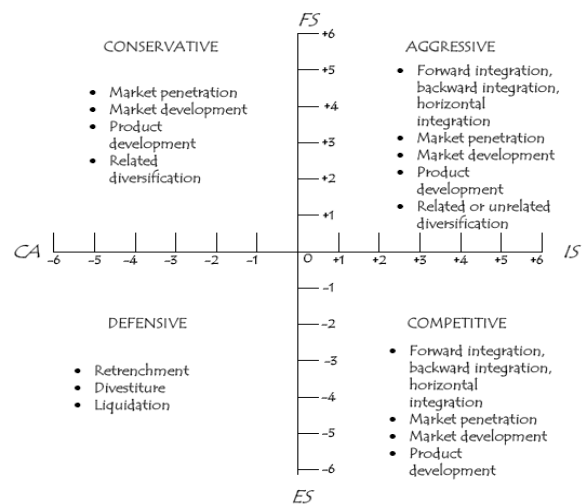 FS
+6
CONSERVATIVE
• Market penetration
• Market development
• Product
development
• Related
diversification
AGGRESSIVE
• Forward integration,
backward integration,
horizontal
integration
• Market penetration
• Market development
• Product
development
• Related or unrelated
diversification
+5
+4
+3
+2
+1
CA
-6 -5 -4 -3 -2 -1 0 +1 +2 +3 +4 +5 +6
IS
-1
-2
-3
-4
-5
-6
DEFENSIVE
• Retrenchment
• Divestiture
• Liquidation
COMPETITIVE
• Forward integration,
backward integration,
horizontal
integration
• Market penetration
• Market development
• Product
development
ES